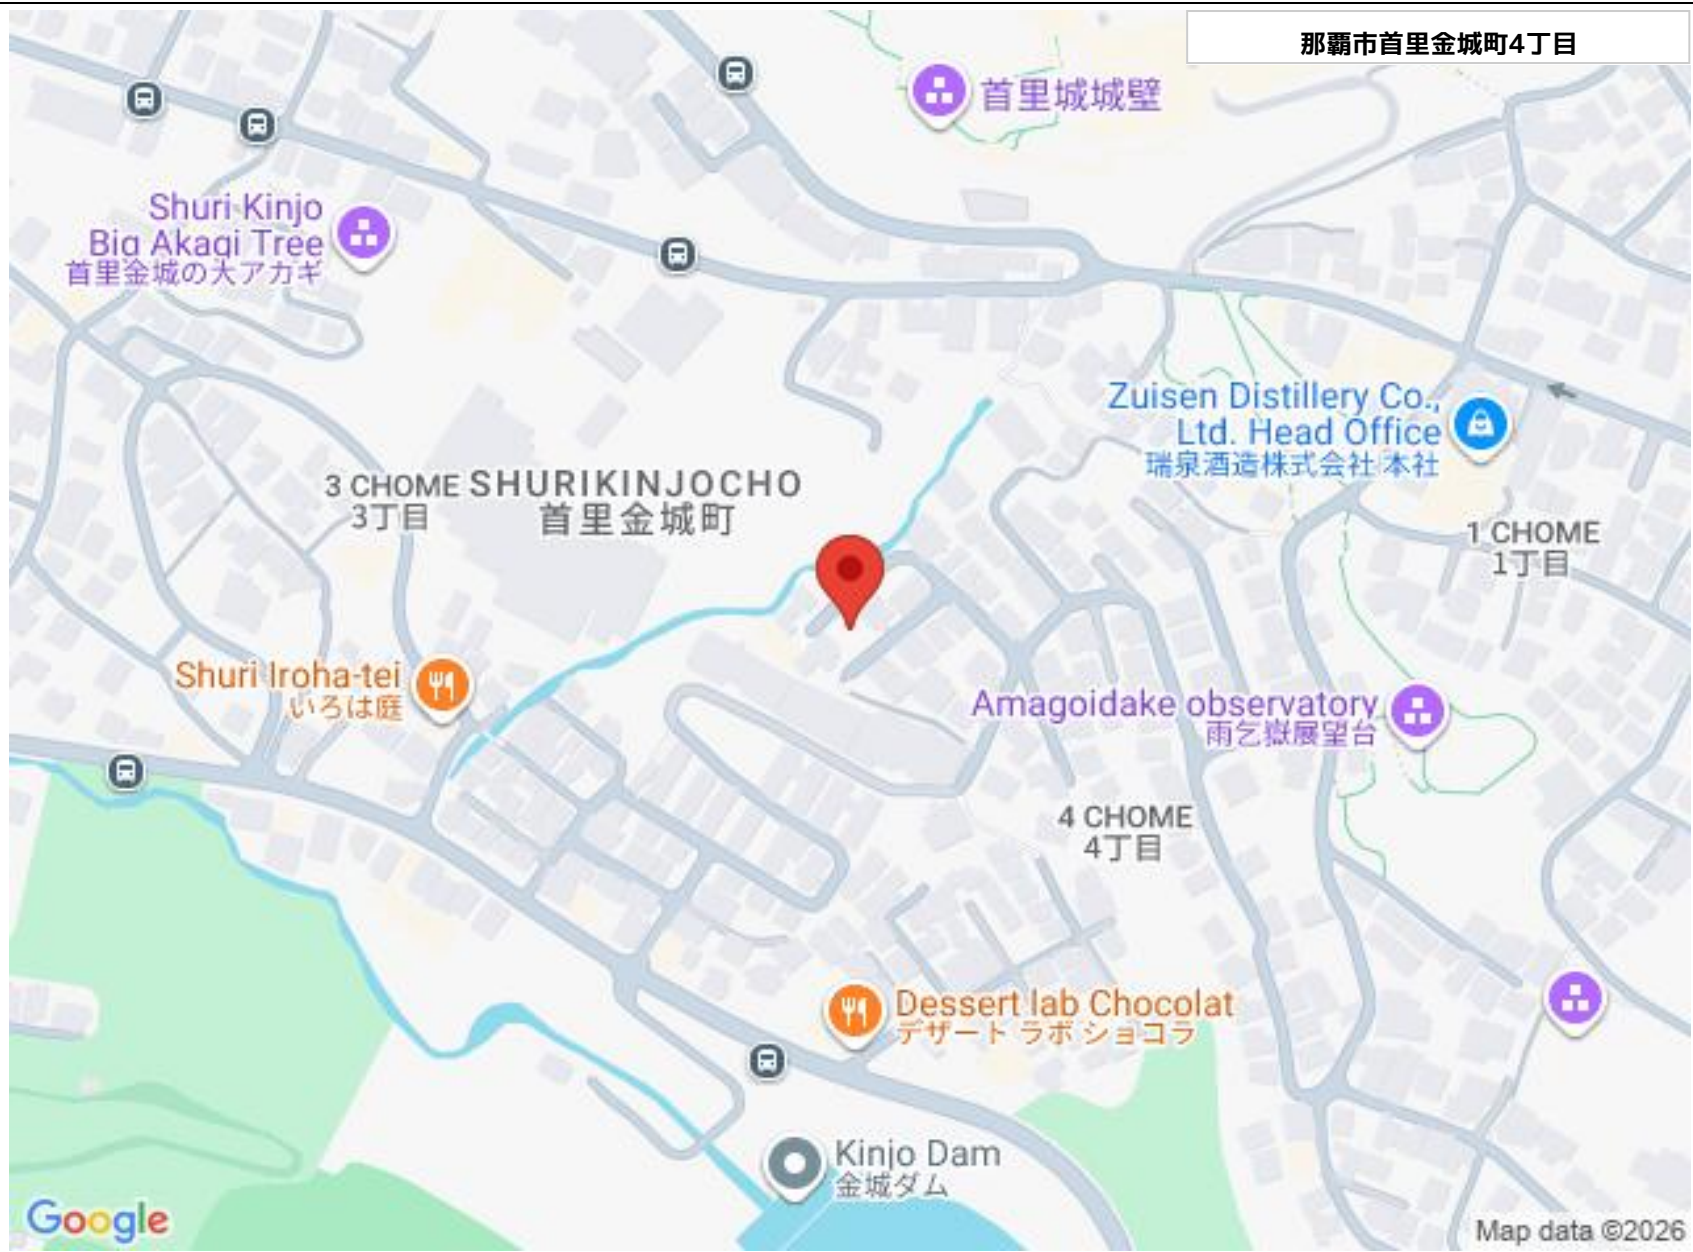 那覇市首里金城町4丁目
首里城城壁
Shuri Kinjo
Big Akagi Tree
首里金城の大アカギ
Zuisen Distillery Co.,
Ltd. Head Office
瑞泉酒造株式会社 本社
3 CHOME
3丁目
SHURIKINJOCHO
首里金城町
1 CHOME
1丁目
Shuri Iroha-tei
いろは庭
Amagoidake observatory
雨乞嶽展望台
4 CHOME
4丁目
Dessert lab Chocolat
デザート ラボ ショコラ
Kinjo Dam
金城ダム
Google
Map data ©2026